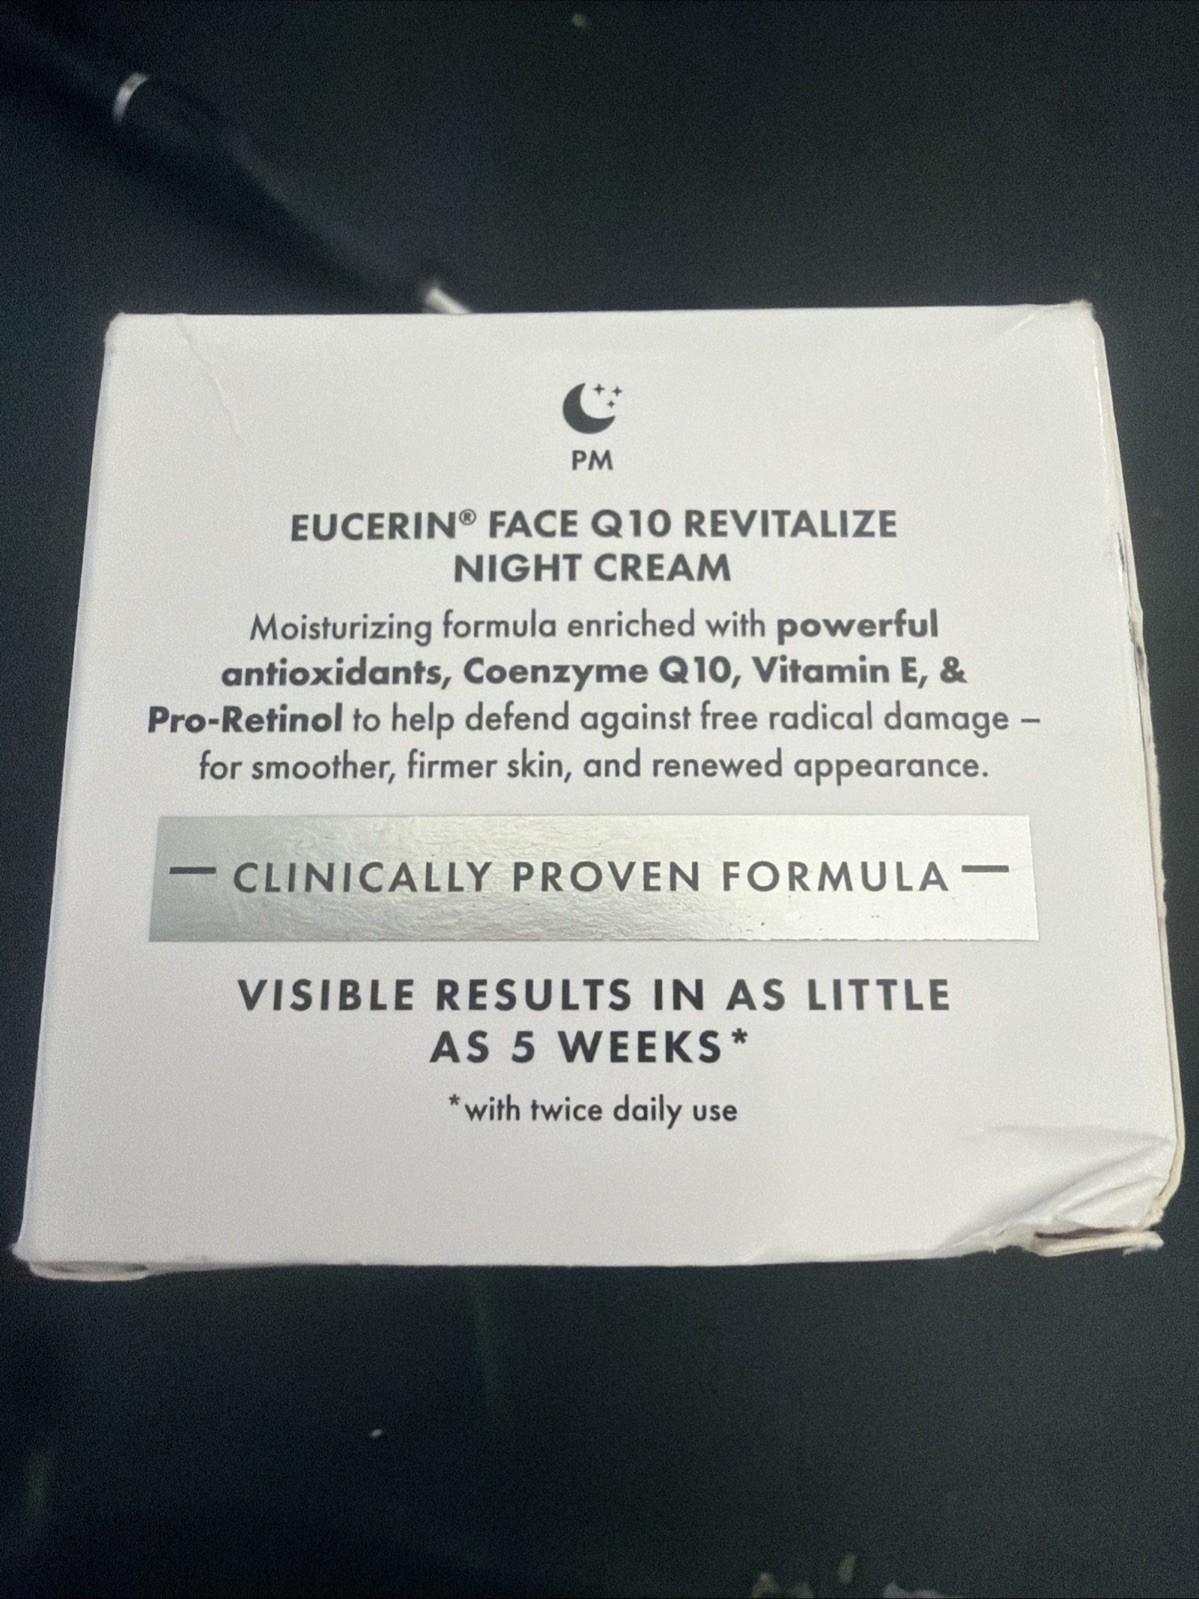 PM
EUCERIN® FACE Q10 REVITALIZE
NIGHT CREAM
Moisturizing formula enriched with powerful
antioxidants, Coenzyme Q10, Vitamin E, &
Pro-Retinol to help defend against free radical damage –
for smoother, firmer skin, and renewed appearance.
— CLINICALLY PROVEN FORMULA —
VISIBLE RESULTS IN AS LITTLE
AS 5 WEEKS*
*with twice daily use